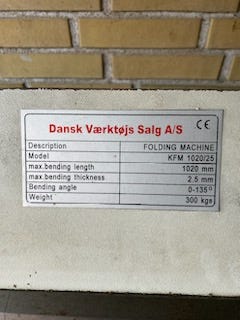 Dansk Værktøjs Salg A/S CE
Description FOLDING MACHINE
Model KFM 1020/25
max.bending length 1020 mm
max.bending thickness 2.5 mm
Bending angle 0-135°
Weight 300 kgs